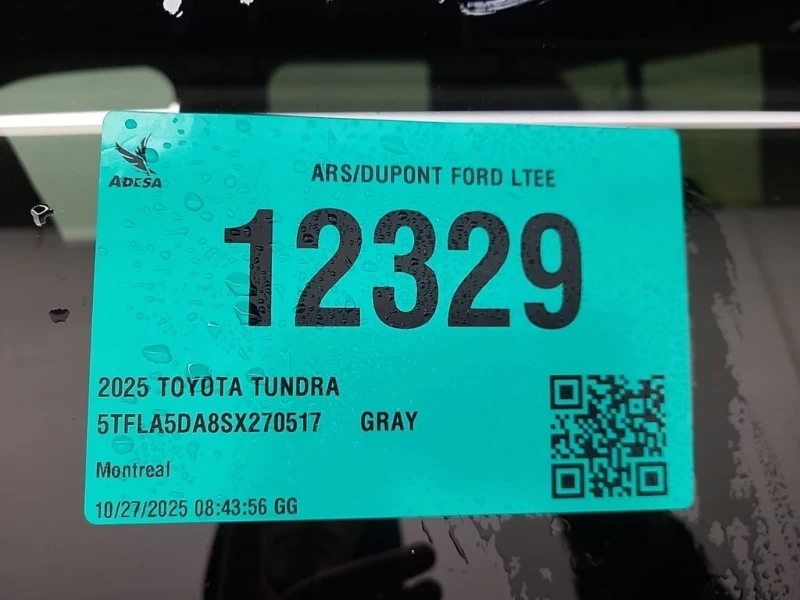 ADESA
ARS/DUPONT FORD LTEE
12329
2025 TOYOTA TUNDRA
5TFLA5DA8SX270517 GRAY
Montreal
10/27/2025 08:43:56 GG